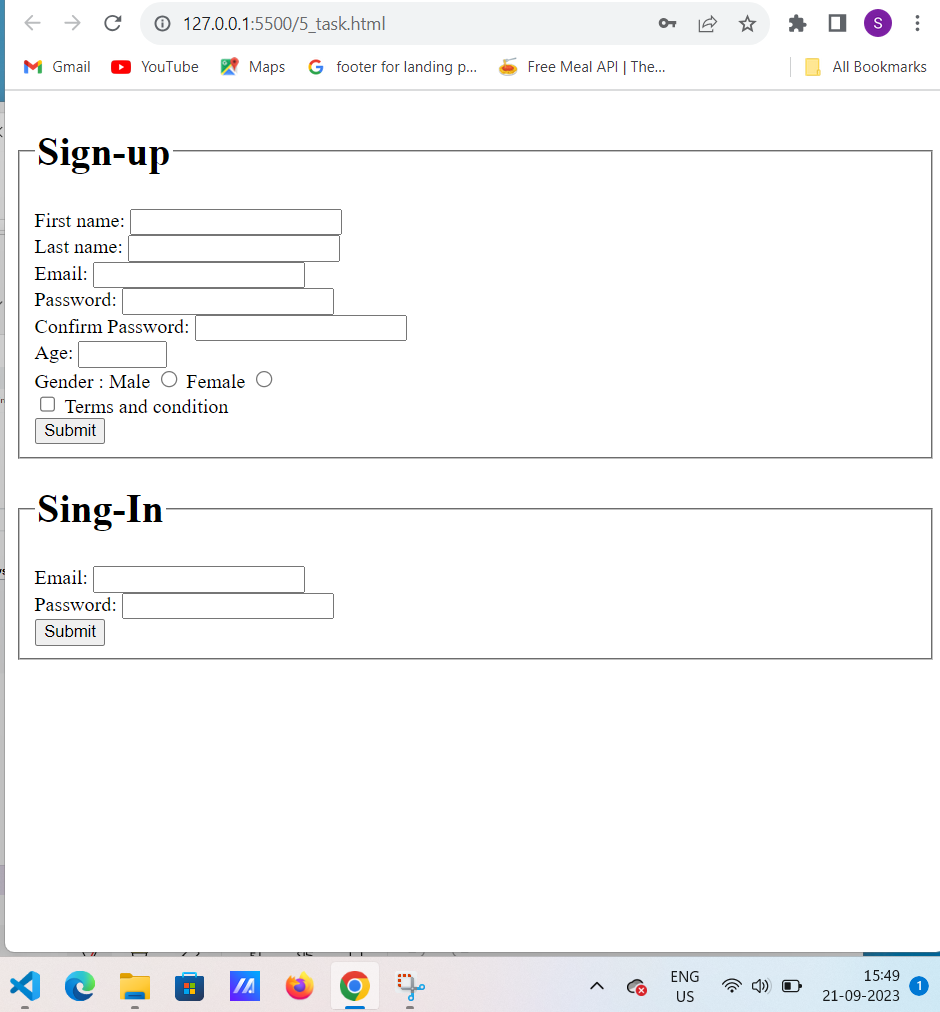 127.0.0.1:5500/5_task.html
S
Gmail YouTube Maps footer for landing p... Free Meal API | The... All Bookmarks
Sign-up
First name:
Last name:
Email:
Password:
Confirm Password:
Age:
Gender : Male Female
Terms and condition
Submit
Sing-In
Email:
Password:
Submit
ENG 15:49
US 21-09-2023 1